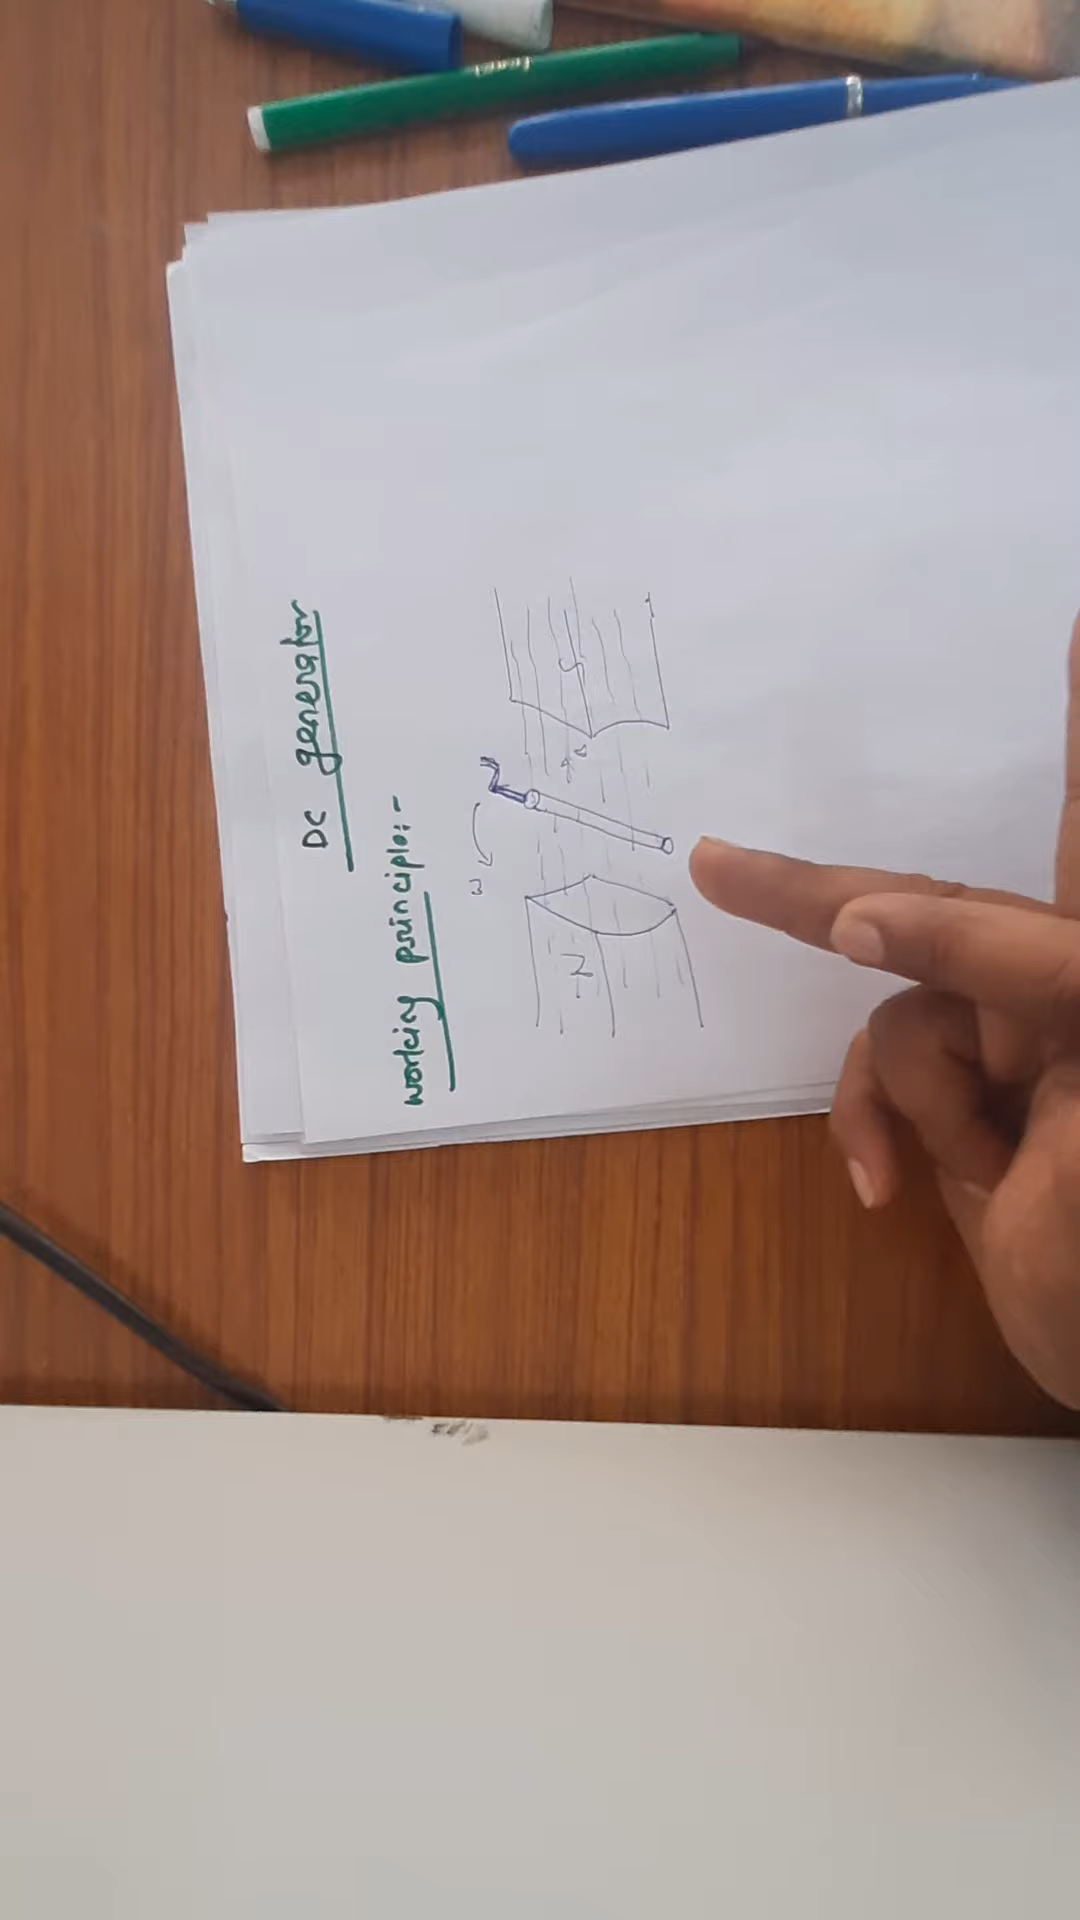 DC generator
working principle:-
ω
N
S